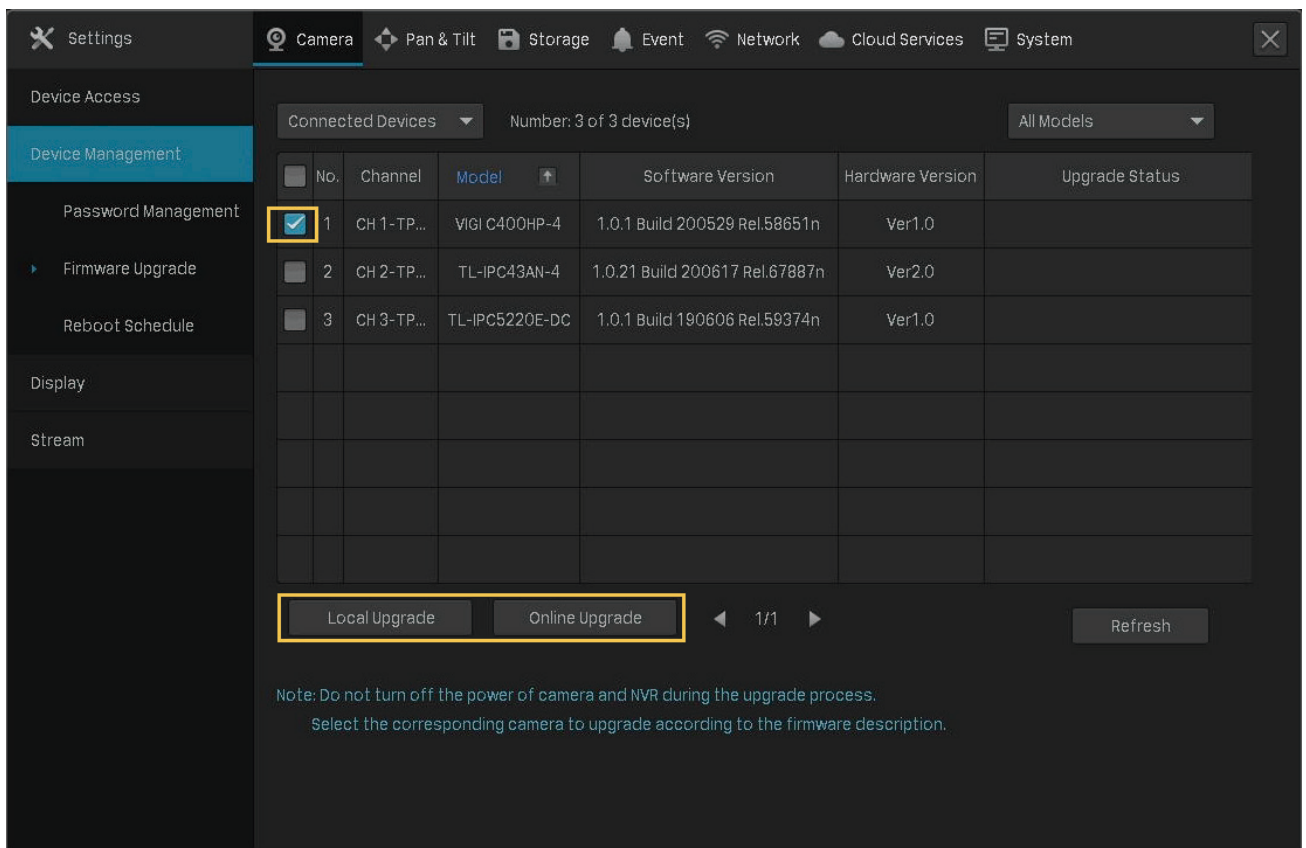 Settings
Camera Pan & Tilt Storage Event Network Cloud Services System
Device Access
Device Management
Password Management
Firmware Upgrade
Reboot Schedule
Display
Stream
Connected Devices Number: 3 of 3 device(s) All Models
No. Channel Model Software Version Hardware Version Upgrade Status
1 CH 1-TP... VIGI C400HP-4 1.0.1 Build 200529 Rel.58651n Ver1.0
2 CH 2-TP... TL-IPC43AN-4 1.0.21 Build 200617 Rel.67887n Ver2.0
3 CH 3-TP... TL-IPC5220E-DC 1.0.1 Build 190606 Rel.59374n Ver1.0
Local Upgrade Online Upgrade 1/1 Refresh
Note: Do not turn off the power of camera and NVR during the upgrade process.
Select the corresponding camera to upgrade according to the firmware description.